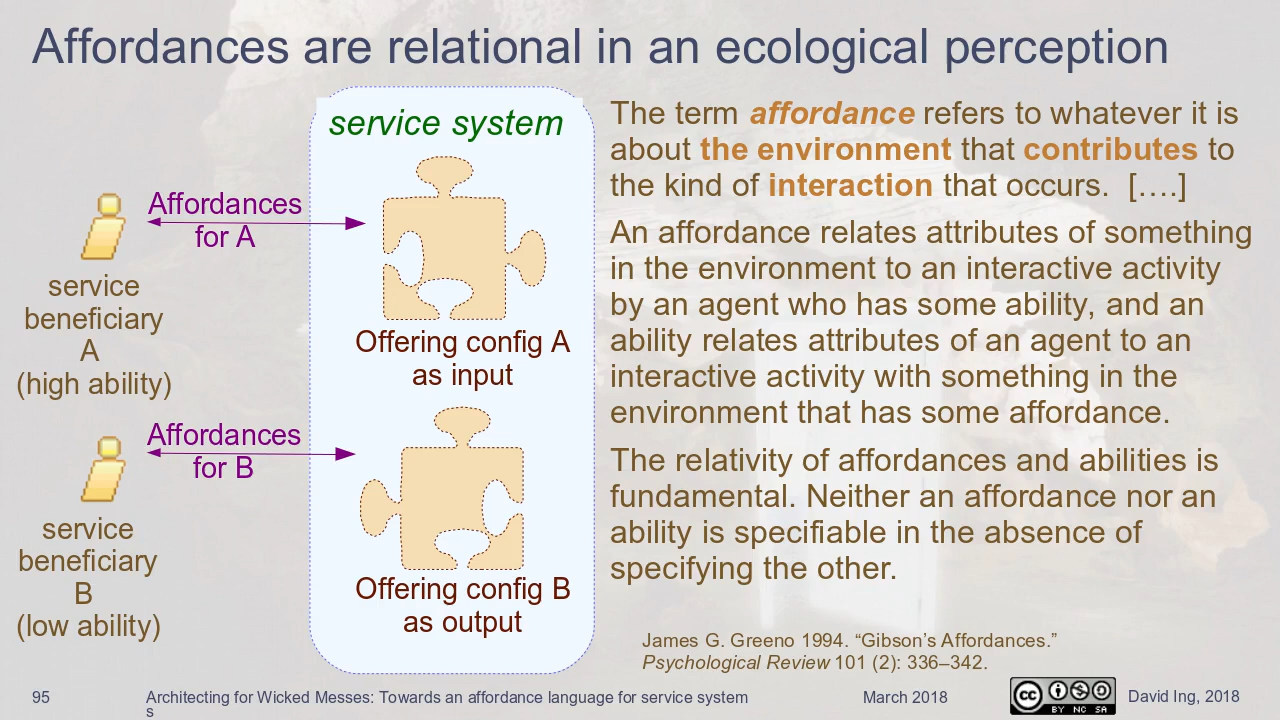 Affordances are relational in an ecological perception
service system
Affordances
for A
service
beneficiary
A
(high ability)
Offering config A
as input
Affordances
for B
service
beneficiary
B
(low ability)
Offering config B
as output
The term affordance refers to whatever it is
about the environment that contributes to
the kind of interaction that occurs. [….]
An affordance relates attributes of something
in the environment to an interactive activity
by an agent who has some ability, and an
ability relates attributes of an agent to an
interactive activity with something in the
environment that has some affordance.
The relativity of affordances and abilities is
fundamental. Neither an affordance nor an
ability is specifiable in the absence of
specifying the other.
James G. Greeno 1994. “Gibson’s Affordances.”
Psychological Review 101 (2): 336–342.
95
Architecting for Wicked Messes: Towards an affordance language for service system
s
March 2018
cc
BY NC SA
David Ing, 2018